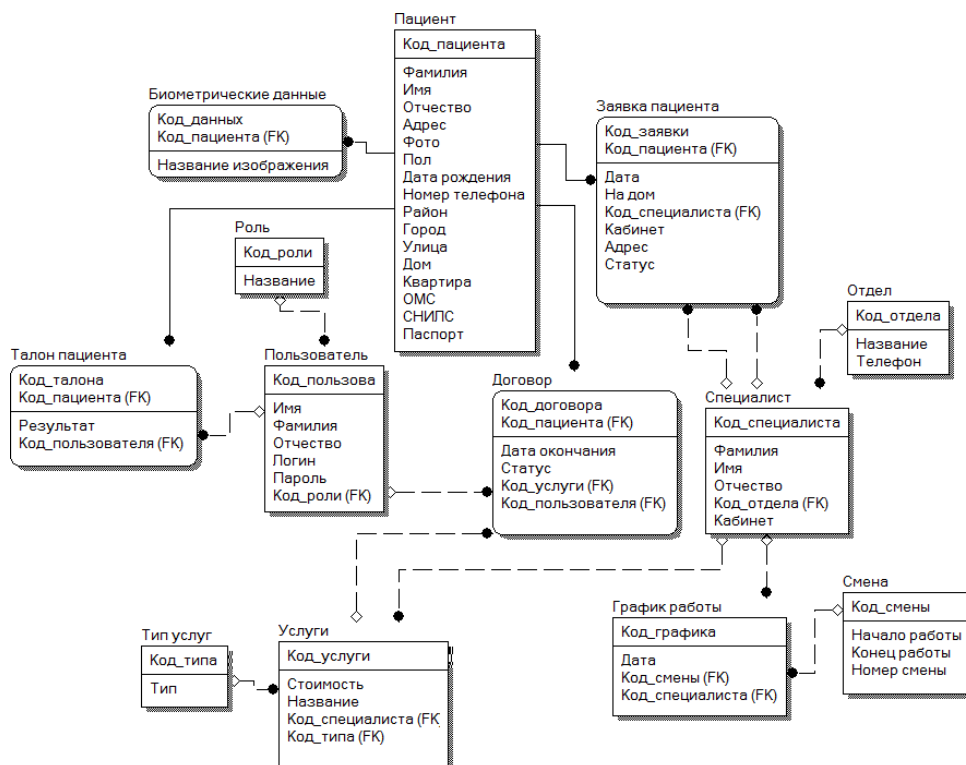 Пациент
Код_пациента
Фамилия
Имя
Отчество
Адрес
Фото
Пол
Дата рождения
Номер телефона
Район
Город
Улица
Дом
Квартира
ОМС
СНИЛС
Паспорт
Биометрические данные
Код_данных
Код_пациента (FK)
Название изображения
Заявка пациента
Код_заявки
Код_пациента (FK)
Дата
На дом
Код_специалиста (FK)
Кабинет
Адрес
Статус
Роль
Код_роли
Название
Отдел
Код_отдела
Название
Телефон
Талон пациента
Код_талона
Код_пациента (FK)
Результат
Код_пользователя (FK)
Пользователь
Код_пользова
Имя
Фамилия
Отчество
Логин
Пароль
Код_роли (FK)
Договор
Код_договора
Код_пациента (FK)
Дата окончания
Статус
Код_услуги (FK)
Код_пользователя (FK)
Специалист
Код_специалиста
Фамилия
Имя
Отчество
Код_отдела (FK)
Кабинет
Тип услуг
Код_типа
Тип
Услуги
Код_услуги
Стоимость
Название
Код_специалиста (FK
Код_типа (FK)
График работы
Код_графика
Дата
Код_смены (FK)
Код_специалиста (FK)
Смена
Код_смены
Начало работы
Конец работы
Номер смены